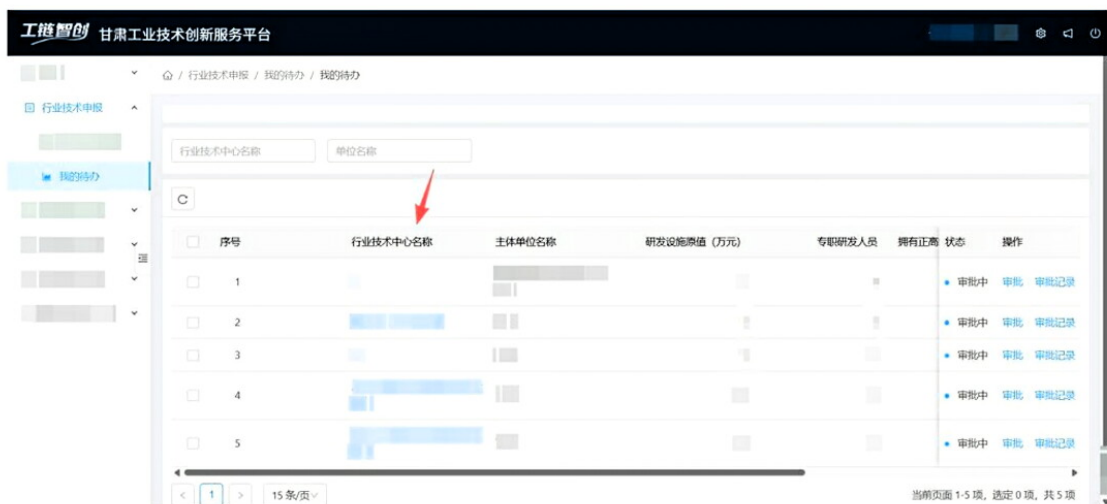 工链智创 甘肃工业技术创新服务平台
/ 行业技术申报 / 我的待办 / 我的待办
行业技术申报
我的待办
行业技术中心名称 单位名称
序号 行业技术中心名称 主体单位名称 研发设施原值（万元） 专职研发人员 拥有正高 状态 操作
1 审批中 审批 审批记录
2 审批中 审批 审批记录
3 审批中 审批 审批记录
4 审批中 审批 审批记录
5 审批中 审批 审批记录
< 1 > 15 条/页 当前页面 1-5 项, 选定 0 项, 共 5 项